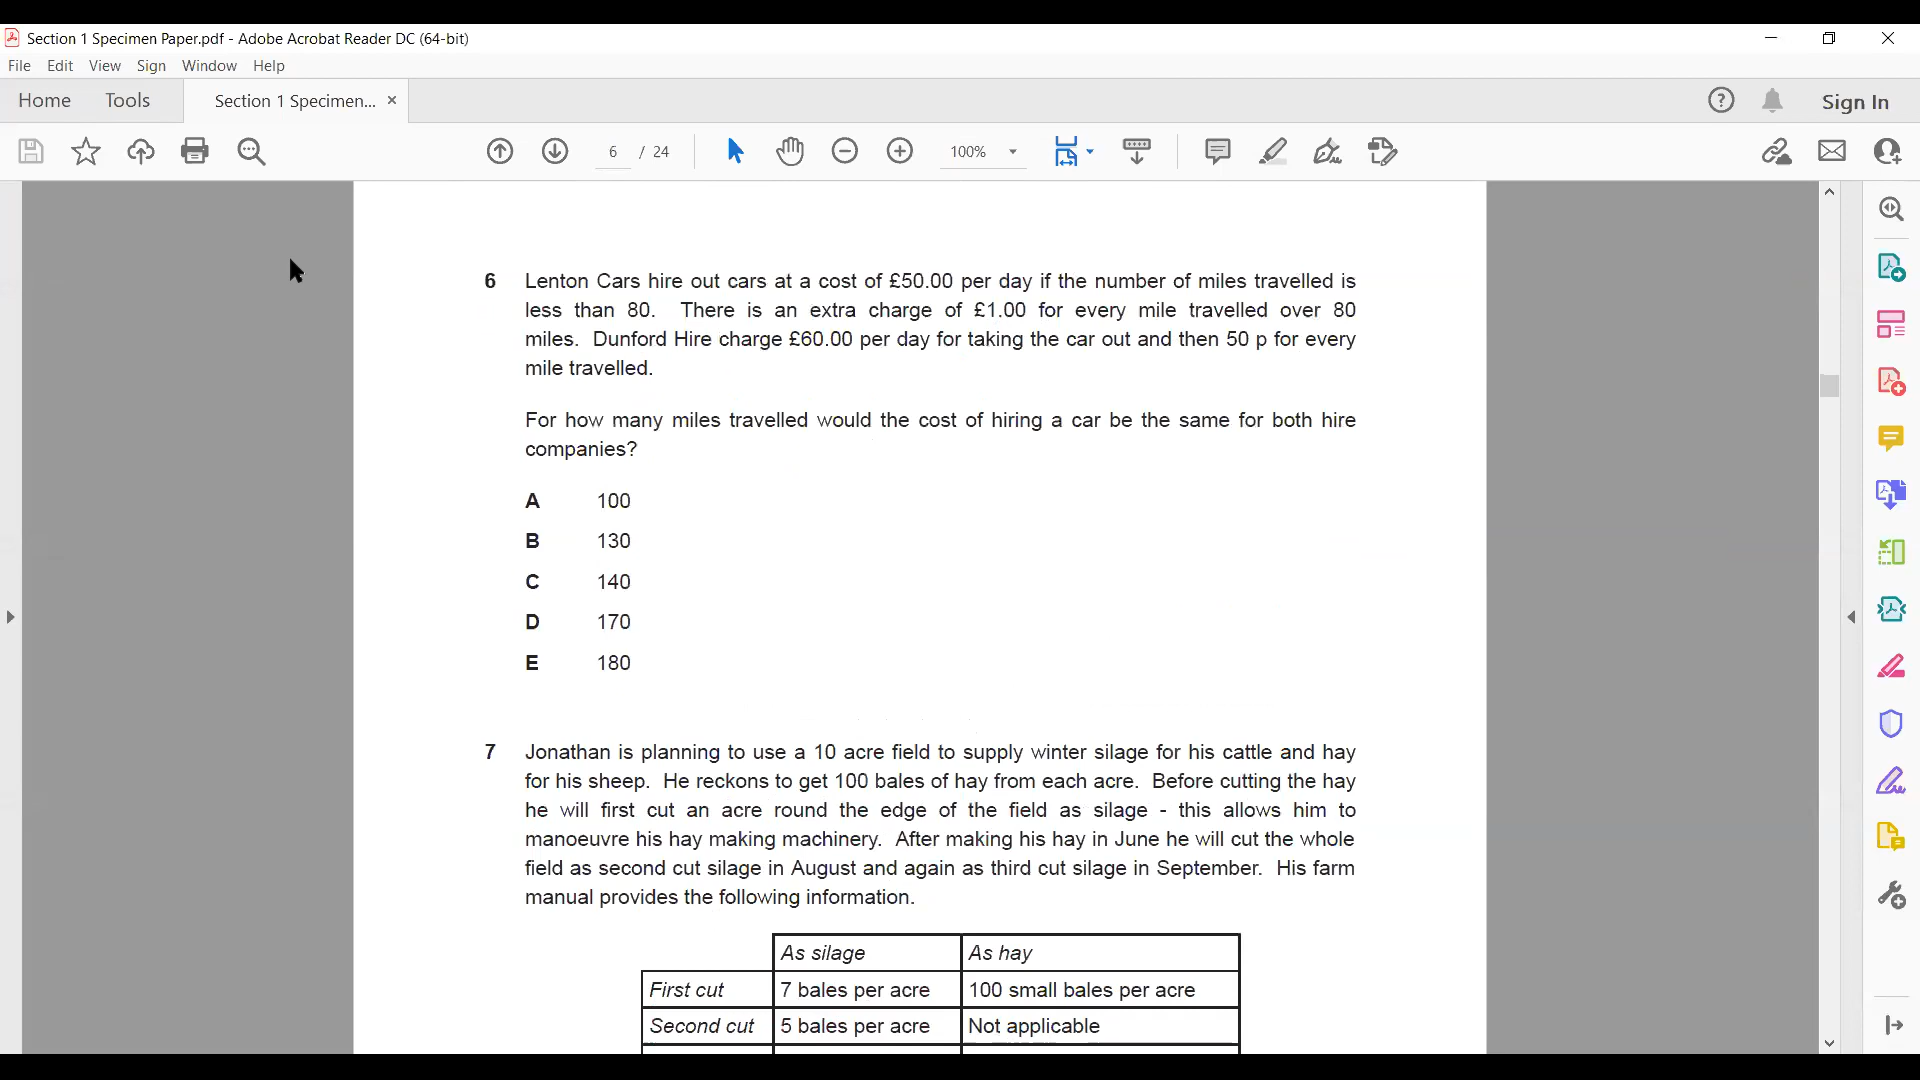 Section 1 Specimen Paper.pdf - Adobe Acrobat Reader DC (64-bit)
File Edit View Sign Window Help
Home Tools Section 1 Specimen... × Sign In
6 / 24 100%
6 Lenton Cars hire out cars at a cost of £50.00 per day if the number of miles travelled is
less than 80. There is an extra charge of £1.00 for every mile travelled over 80
miles. Dunford Hire charge £60.00 per day for taking the car out and then 50 p for every
mile travelled.
For how many miles travelled would the cost of hiring a car be the same for both hire
companies?
A 100
B 130
C 140
D 170
E 180
7 Jonathan is planning to use a 10 acre field to supply winter silage for his cattle and hay
for his sheep. He reckons to get 100 bales of hay from each acre. Before cutting the hay
he will first cut an acre round the edge of the field as silage - this allows him to
manoeuvre his hay making machinery. After making his hay in June he will cut the whole
field as second cut silage in August and again as third cut silage in September. His farm
manual provides the following information.
As silage As hay
First cut 7 bales per acre 100 small bales per acre
Second cut 5 bales per acre Not applicable